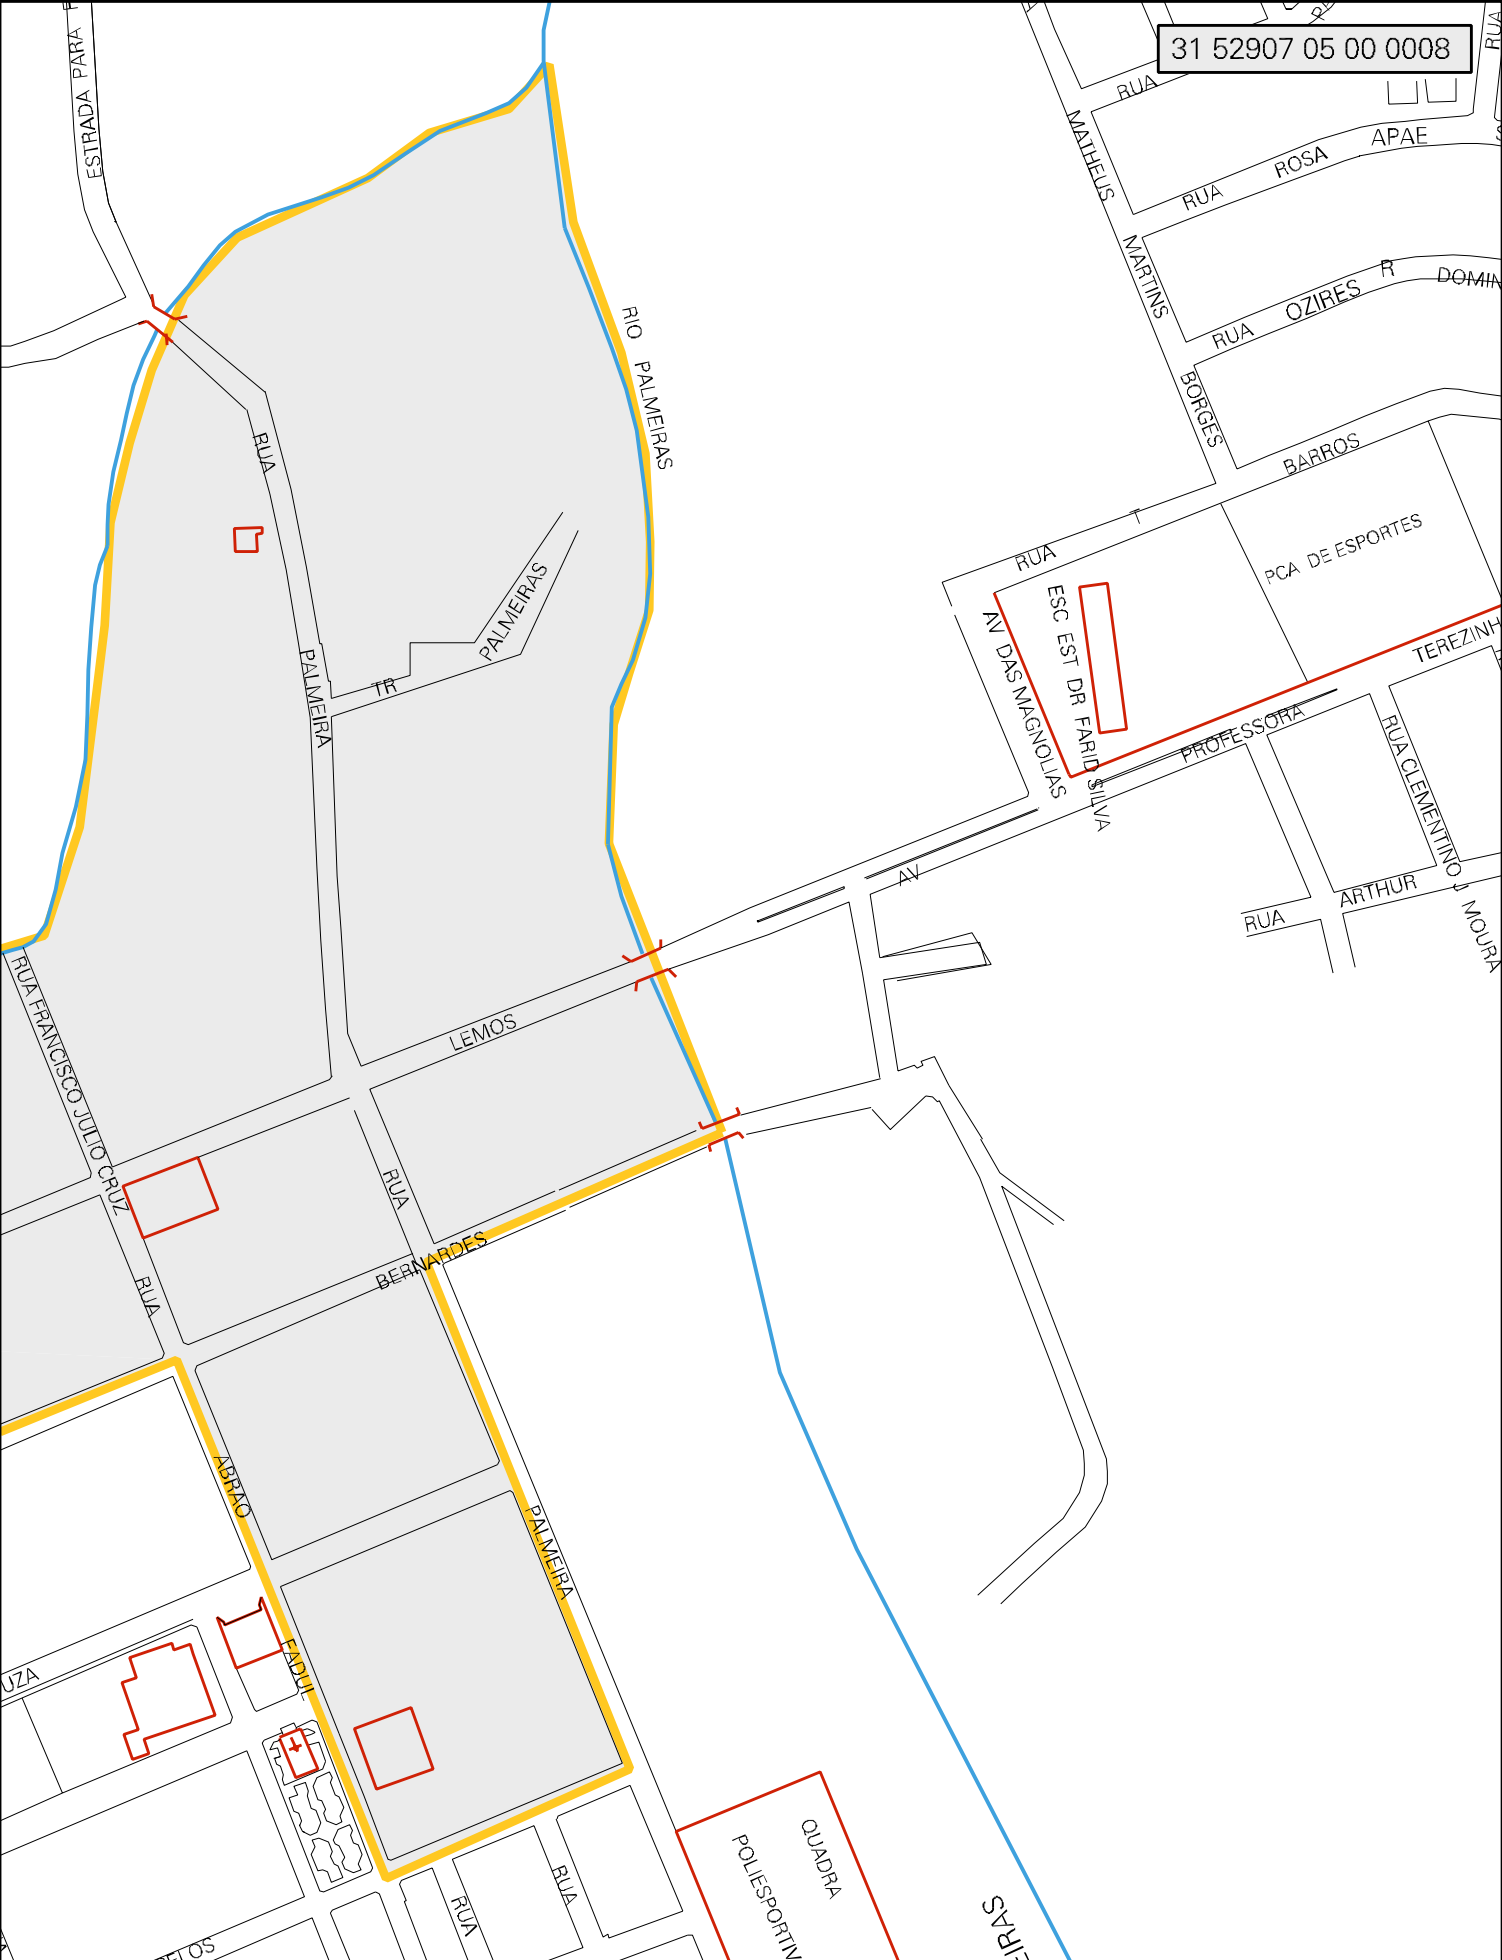 31 52907 05 00 0008
ESTRADA PARA
RUA
RUA
MATHEUS
MARTINS
BORGES
RUA ROSA APAE
RUA OZIRES R
RIO PALMEIRAS
RUA
BARROS
RUA T
PCA DE ESPORTES
ESC EST DR FARID SILVA
AV DAS MAGNOLIAS
PALMEIRAS
TR
PALMEIRA
PROFESSORA
RUA CLEMENTINO J MOURA
AV
RUA ARTHUR
LEMOS
RUA FRANCISCO JULIO CRUZ
RUA
BERNARDES
RUA
ABRAO
PALMEIRA
FADUL
UZA
QUADRA
POLIESPORTIV
RUA
RUA
EIRAS
ELOS